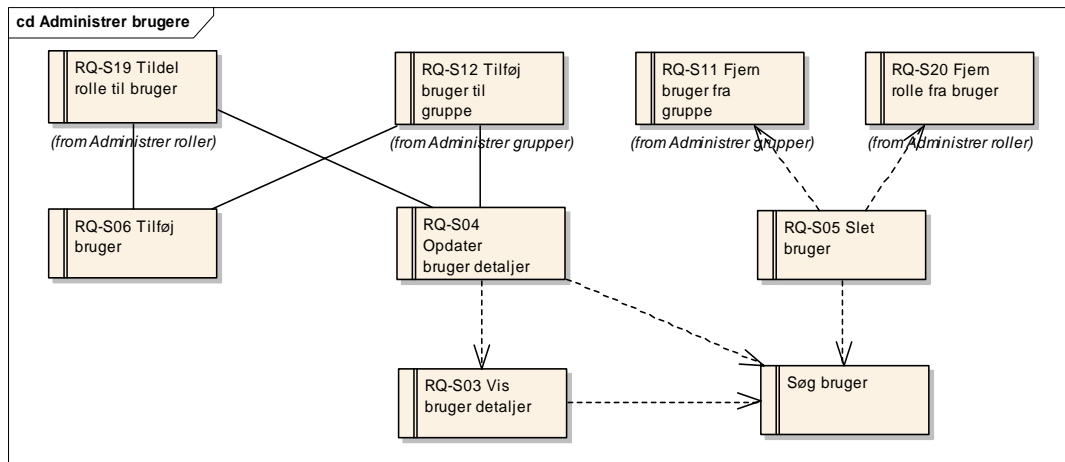 cd Administrer brugere
RQ-S19 Tildel
rolle til bruger
(from Administrer roller)
RQ-S12 Tilføj
bruger til
gruppe
(from Administrer grupper)
RQ-S11 Fjern
bruger fra
gruppe
(from Administrer grupper)
RQ-S20 Fjern
rolle fra bruger
(from Administrer roller)
RQ-S06 Tilføj
bruger
RQ-S04
Opdater
bruger detaljer
RQ-S05 Slet
bruger
RQ-S03 Vis
bruger detaljer
Søg bruger